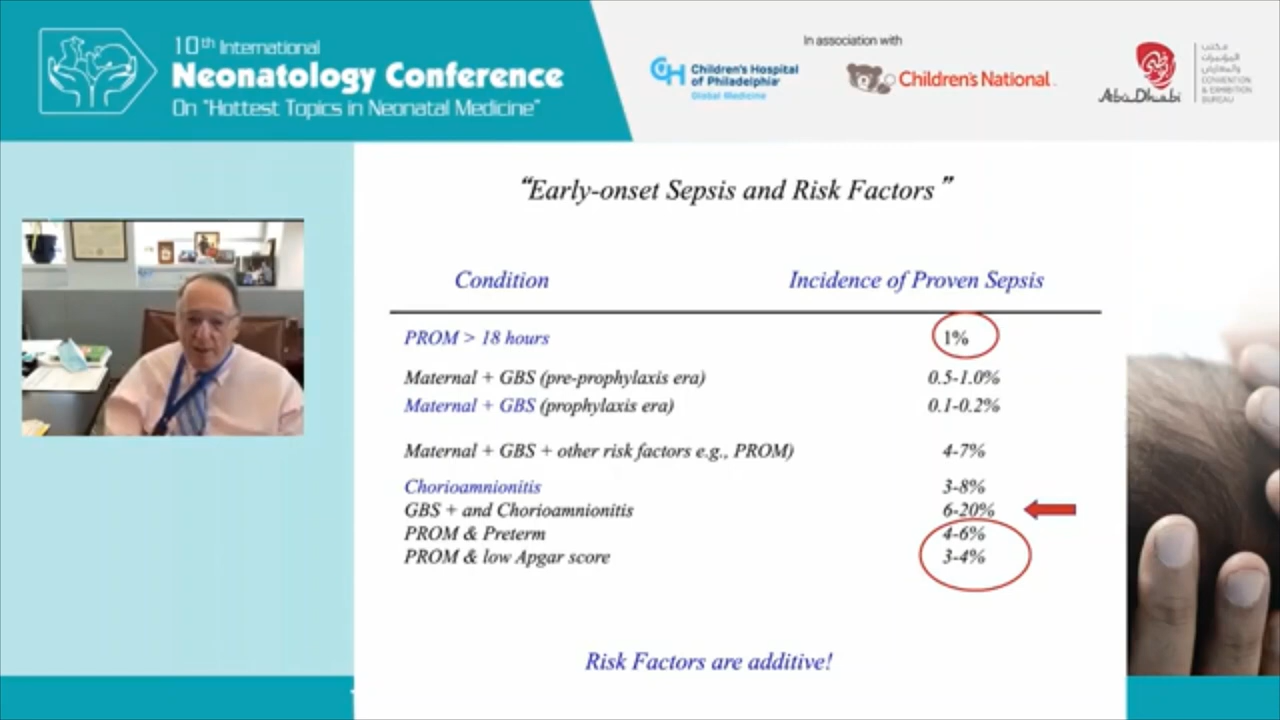 10th International
Neonatology Conference
On "Hottest Topics in Neonatal Medicine"
In association with
CH Children's Hospital
of Philadelphia
Global Medicine
Children's National
Abu Dhabi
مكتب
المؤتمرات
والمعارض
CONVENTION
& EXHIBITION
BUREAU
“Early-onset Sepsis and Risk Factors”
Condition Incidence of Proven Sepsis
PROM > 18 hours 1%
Maternal + GBS (pre-prophylaxis era) 0.5-1.0%
Maternal + GBS (prophylaxis era) 0.1-0.2%
Maternal + GBS + other risk factors e.g., PROM) 4-7%
Chorioamnionitis 3-8%
GBS + and Chorioamnionitis 6-20%
PROM & Preterm 4-6%
PROM & low Apgar score 3-4%
Risk Factors are additive!